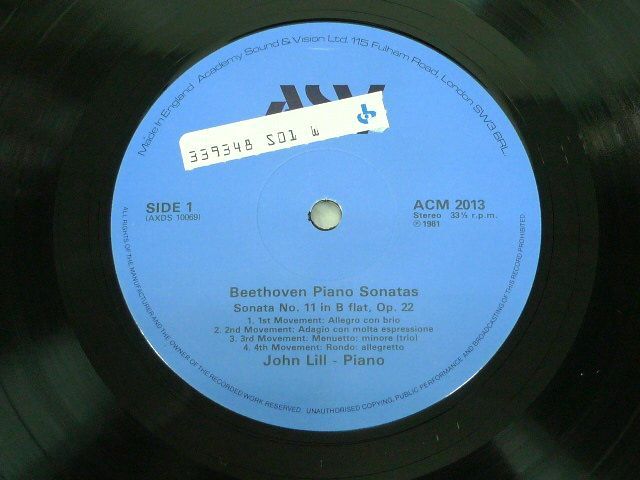 Made in England Academy Sound & Vision Ltd. 115 Fulham Road, London SW3 6RL.
ASV
339348 S01 W
SIDE 1
(AXDS 10069)
ACM 2013
Stereo 33⅓ r.p.m.
℗ 1981
Beethoven Piano Sonatas
Sonata No. 11 in B flat, Op. 22
1. 1st Movement: Allegro con brio
2. 2nd Movement: Adagio con molta espressione
3. 3rd Movement: Menuetto: minore (trio)
4. 4th Movement: Rondo: allegretto
John Lill - Piano
ALL RIGHTS OF THE MANUFACTURER AND THE OWNER OF THE RECORDED WORK RESERVED. UNAUTHORISED COPYING, PUBLIC PERFORMANCE AND BROADCASTING OF THIS RECORD PROHIBITED.